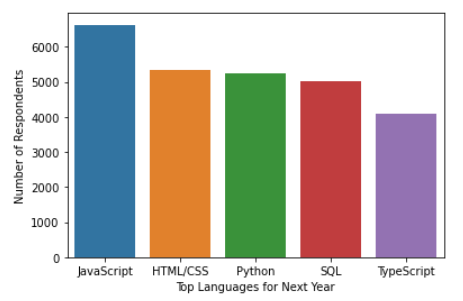 Number of Respondents
6000
5000
4000
3000
2000
1000
0
JavaScript HTML/CSS Python SQL TypeScript
Top Languages for Next Year